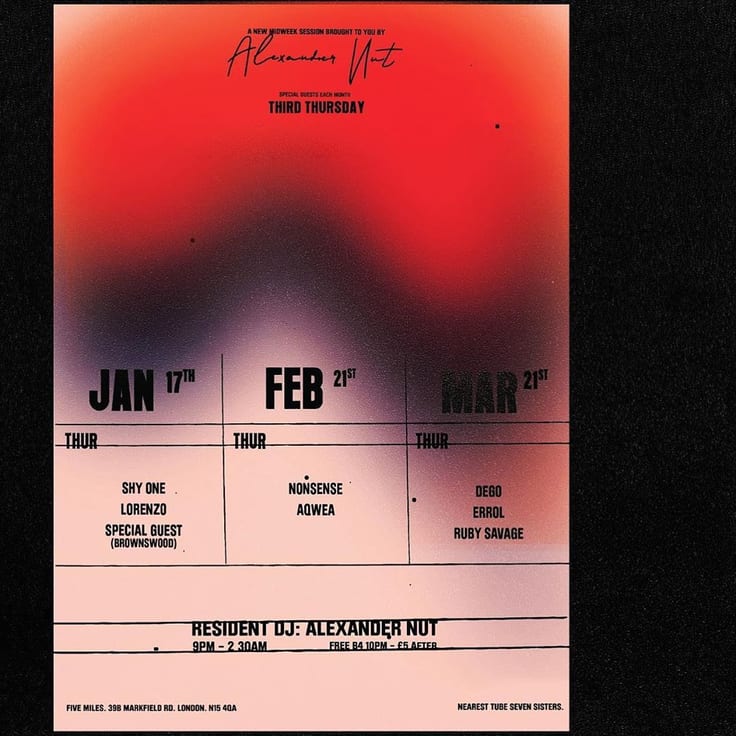 A NEW MIDWEEK SESSION BROUGHT TO YOU BY
Alexander Nut
SPECIAL GUESTS EACH MONTH
THIRD THURSDAY
JAN 17TH
FEB 21ST
MAR 21ST
THUR
THUR
THUR
SHY ONE
LORENZO
SPECIAL GUEST
(BROWNSWOOD)
NONSENSE
AQWEA
DEGO
ERROL
RUBY SAVAGE
RESIDENT DJ: ALEXANDER NUT
9PM - 2 30AM
FREE B4 10PM - £5 AFTER
FIVE MILES. 39B MARKFIELD RD. LONDON. N15 4QA
NEAREST TUBE SEVEN SISTERS.